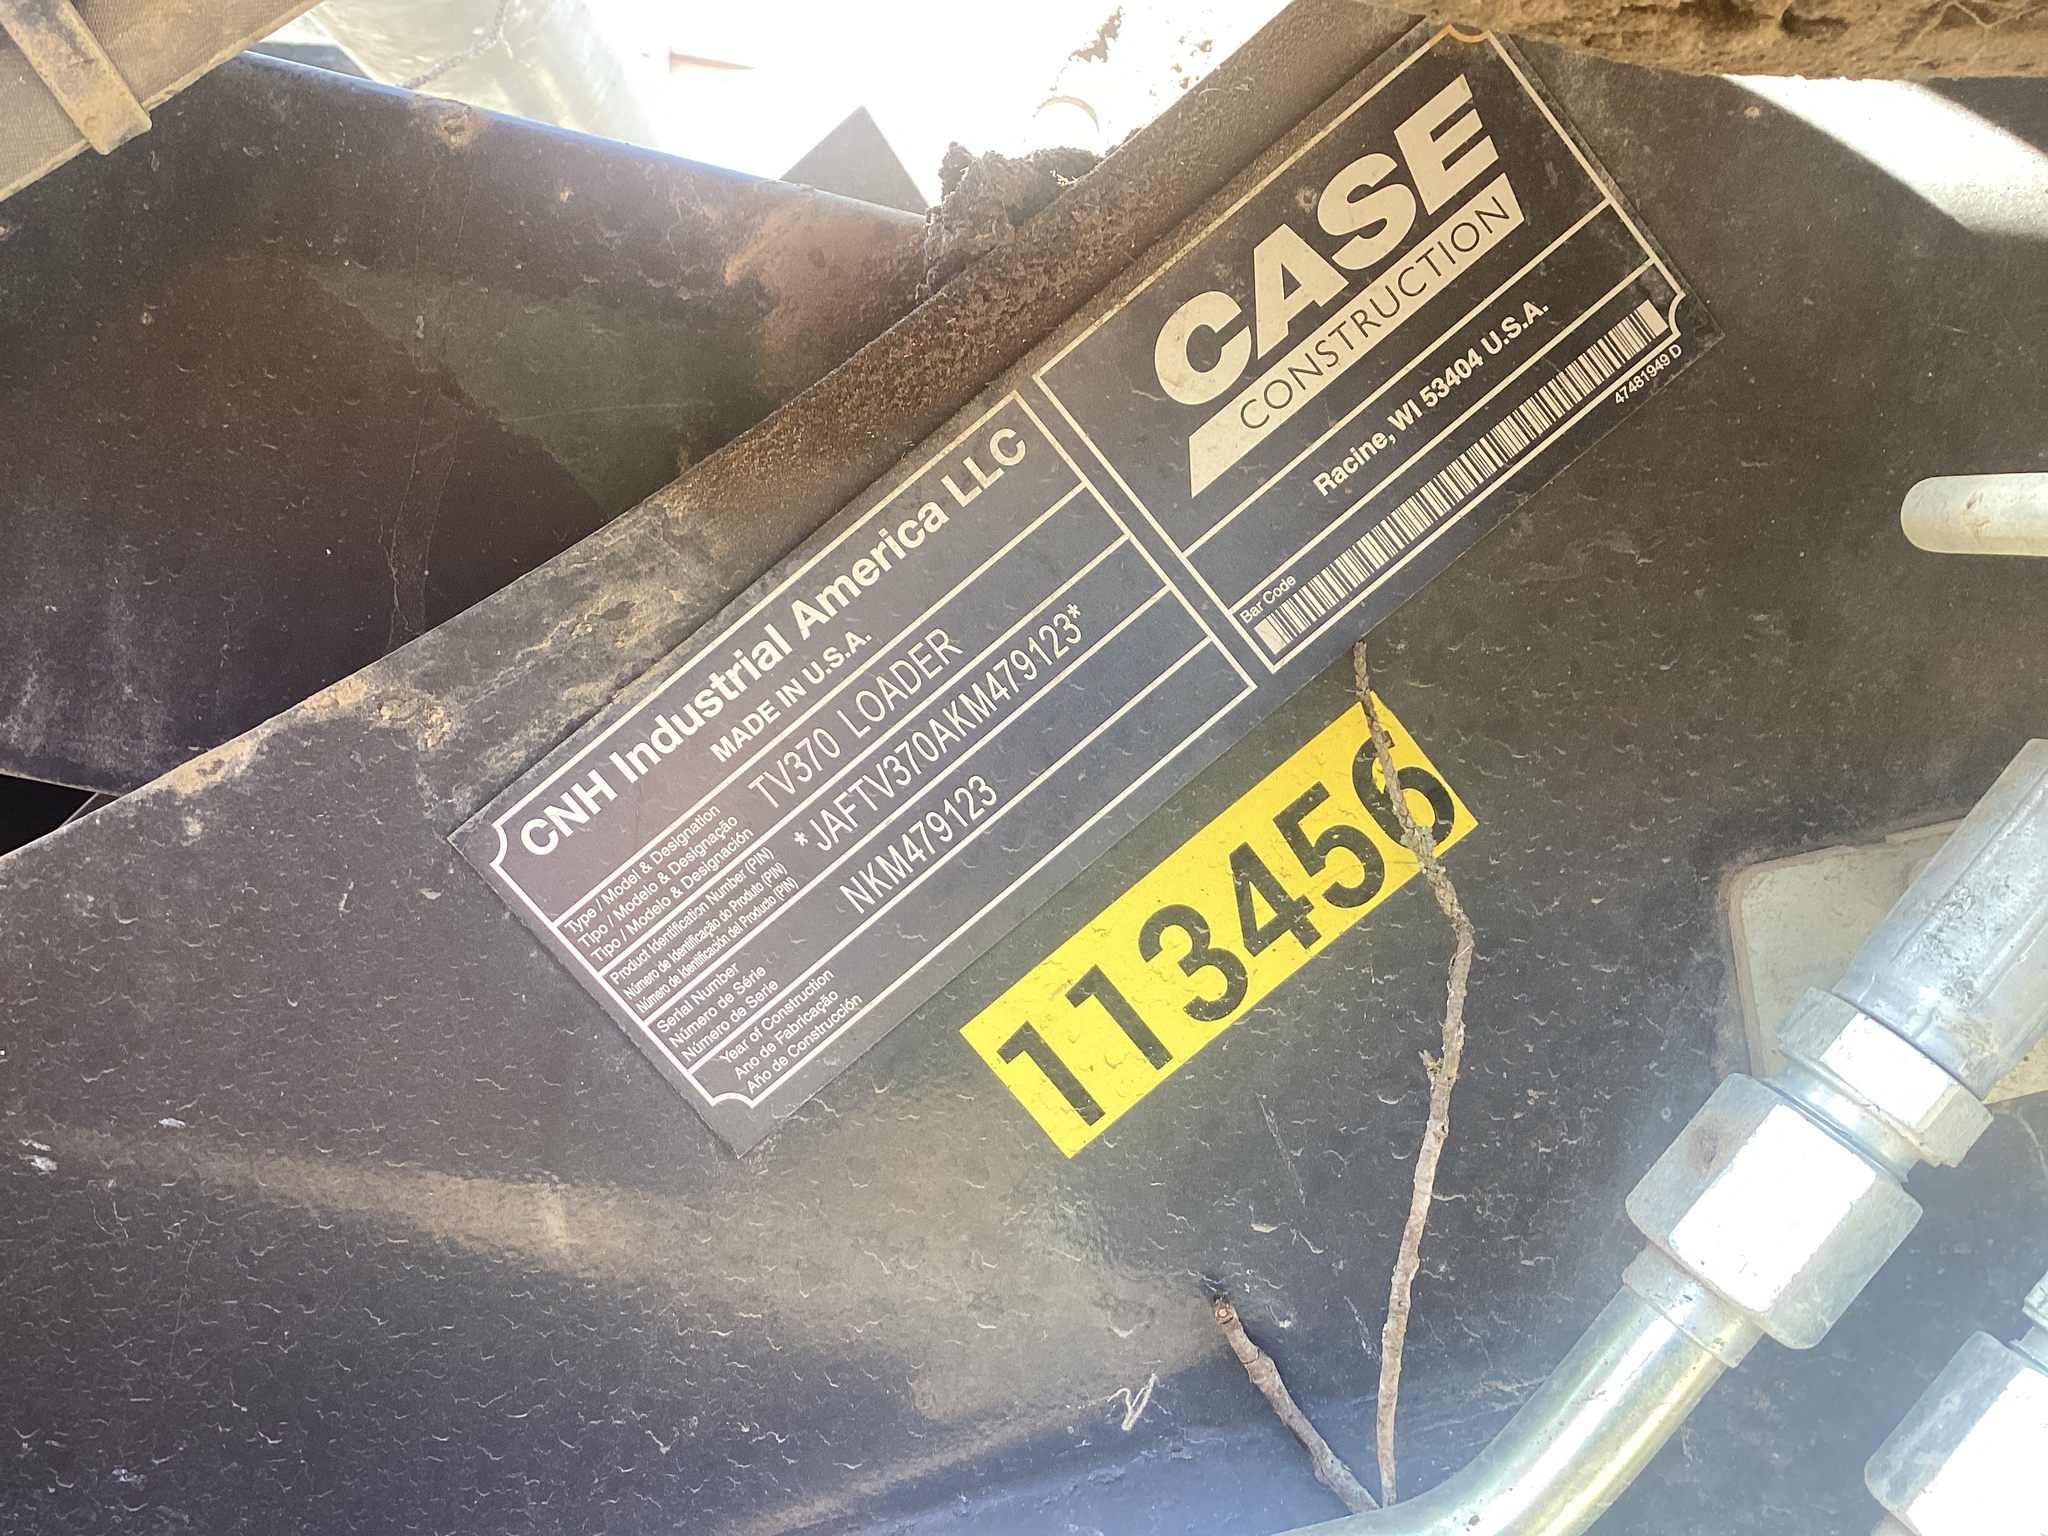 CNH Industrial America LLC
MADE IN U.S.A.
Type / Model & Designation
Tipo / Modelo & Designação
Tipo / Modelo & Designación
TV370 LOADER
Product Identification Number (PIN)
Número de Identificação do Produto (PIN)
Número de Identificación del Producto (PIN)
*JAFTV370AKM479123*
Serial Number
Número de Série
Número de Serie
NKM479123
Year of Construction
Ano de Fabricação
Año de Construcción
CASE
CONSTRUCTION
Racine, WI 53404 U.S.A.
Bar Code
47481949 D
113456